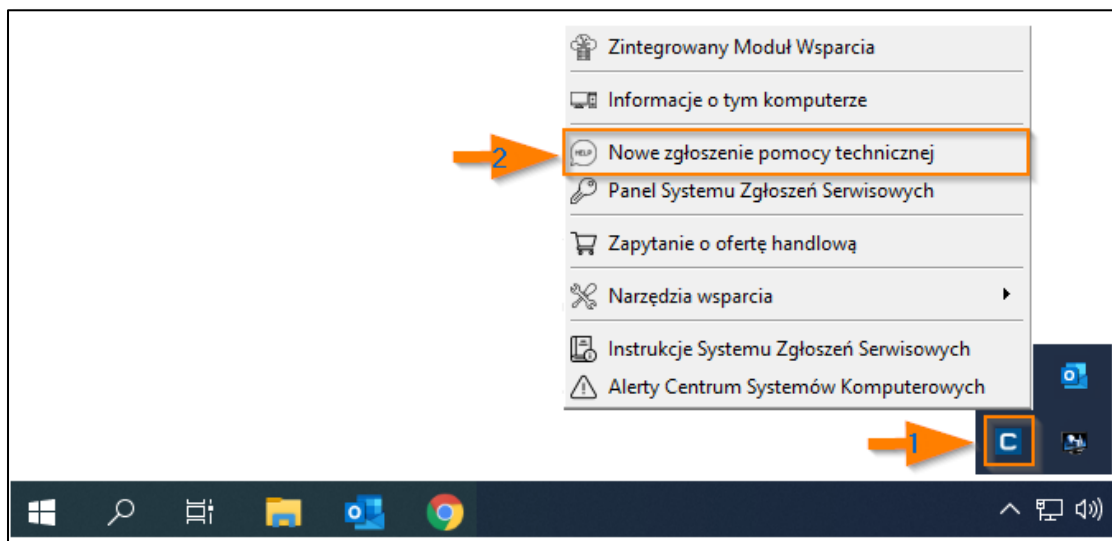 Zintegrowany Moduł Wsparcia
Informacje o tym komputerze
2
HELP
Nowe zgłoszenie pomocy technicznej
Panel Systemu Zgłoszeń Serwisowych
Zapytanie o ofertę handlową
Narzędzia wsparcia
Instrukcje Systemu Zgłoszeń Serwisowych
Alerty Centrum Systemów Komputerowych
1
C